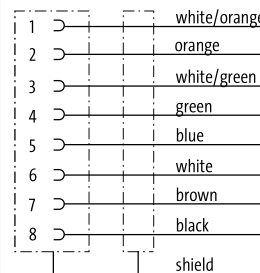 1 white/orange
2 orange
3 white/green
4 green
5 blue
6 white
7 brown
8 black
shield